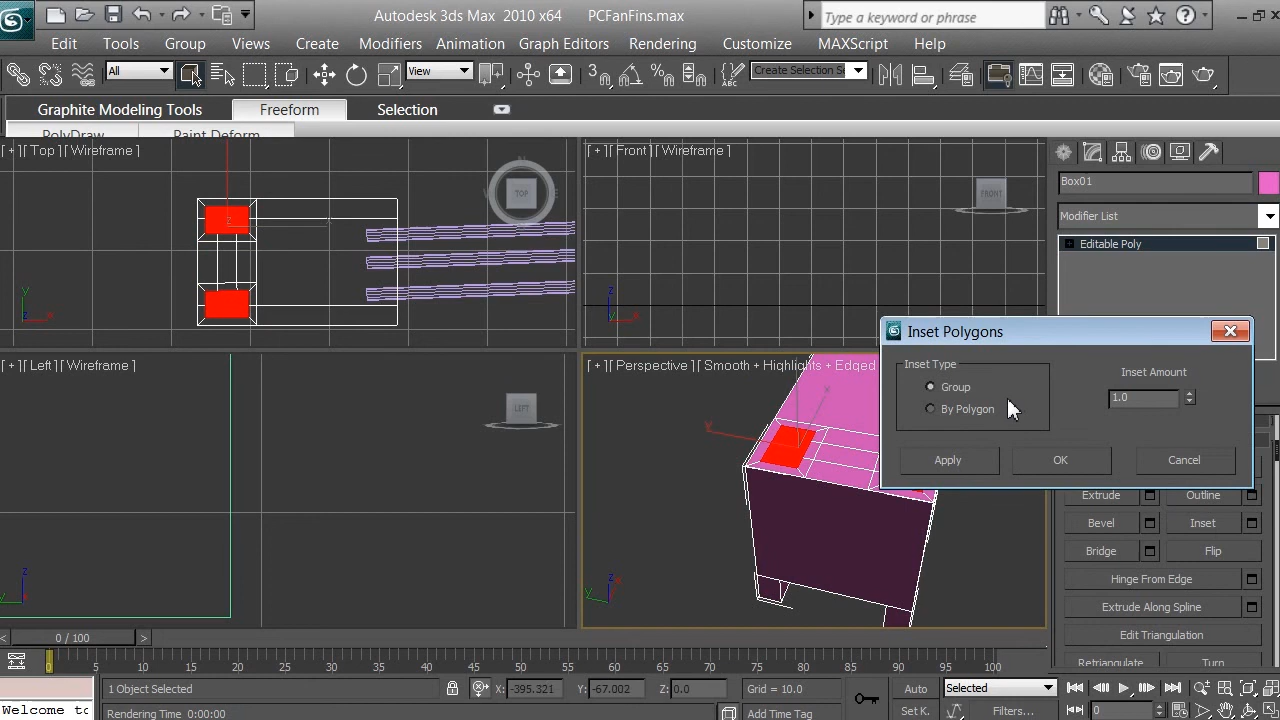 Autodesk 3ds Max 2010 x64 PCFanFins.max
Type a keyword or phrase
Edit Tools Group Views Create Modifiers Animation Graph Editors Rendering Customize MAXScript Help
All View Create Selection Se
Graphite Modeling Tools Freeform Selection
PolyDraw Paint Deform
[ + ] [ Top ] [ Wireframe ]
TOP
[ + ] [ Front ] [ Wireframe ]
FRONT
Box01
Modifier List
Editable Poly
Inset Polygons
Inset Type
Group
By Polygon
Inset Amount
1.0
Apply OK Cancel
[ + ] [ Left ] [ Wireframe ]
LEFT
[ + ] [ Perspective ] [ Smooth + Highlights + Edged
Extrude Outline
Bevel Inset
Bridge Flip
Hinge From Edge
Extrude Along Spline
Edit Triangulation
Retriangulate Turn
0 / 100
0 5 10 15 20 25 30 35 40 45 50 55 60 65 70 75 80 85 90 95 100
1 Object Selected X: -395.321 Y: -67.002 Z: 0.0 Grid = 10.0 Auto Selected
Welcome to Rendering Time 0:00:00 Add Time Tag Set K. Filters... 0